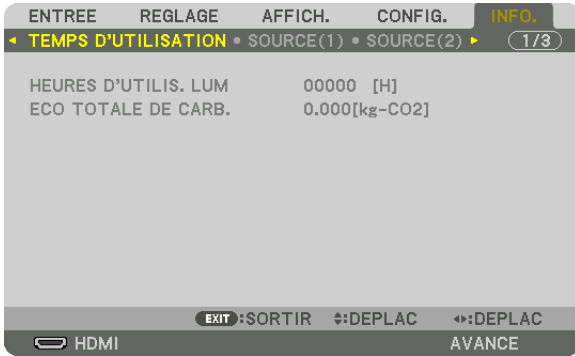 ENTREE REGLAGE AFFICH. CONFIG. INFO.
TEMPS D'UTILISATION • SOURCE(1) • SOURCE(2) 1/3
HEURES D'UTILIS. LUM 00000 [H]
ECO TOTALE DE CARB. 0.000[kg-CO2]
EXIT :SORTIR :DEPLAC :DEPLAC
HDMI AVANCE